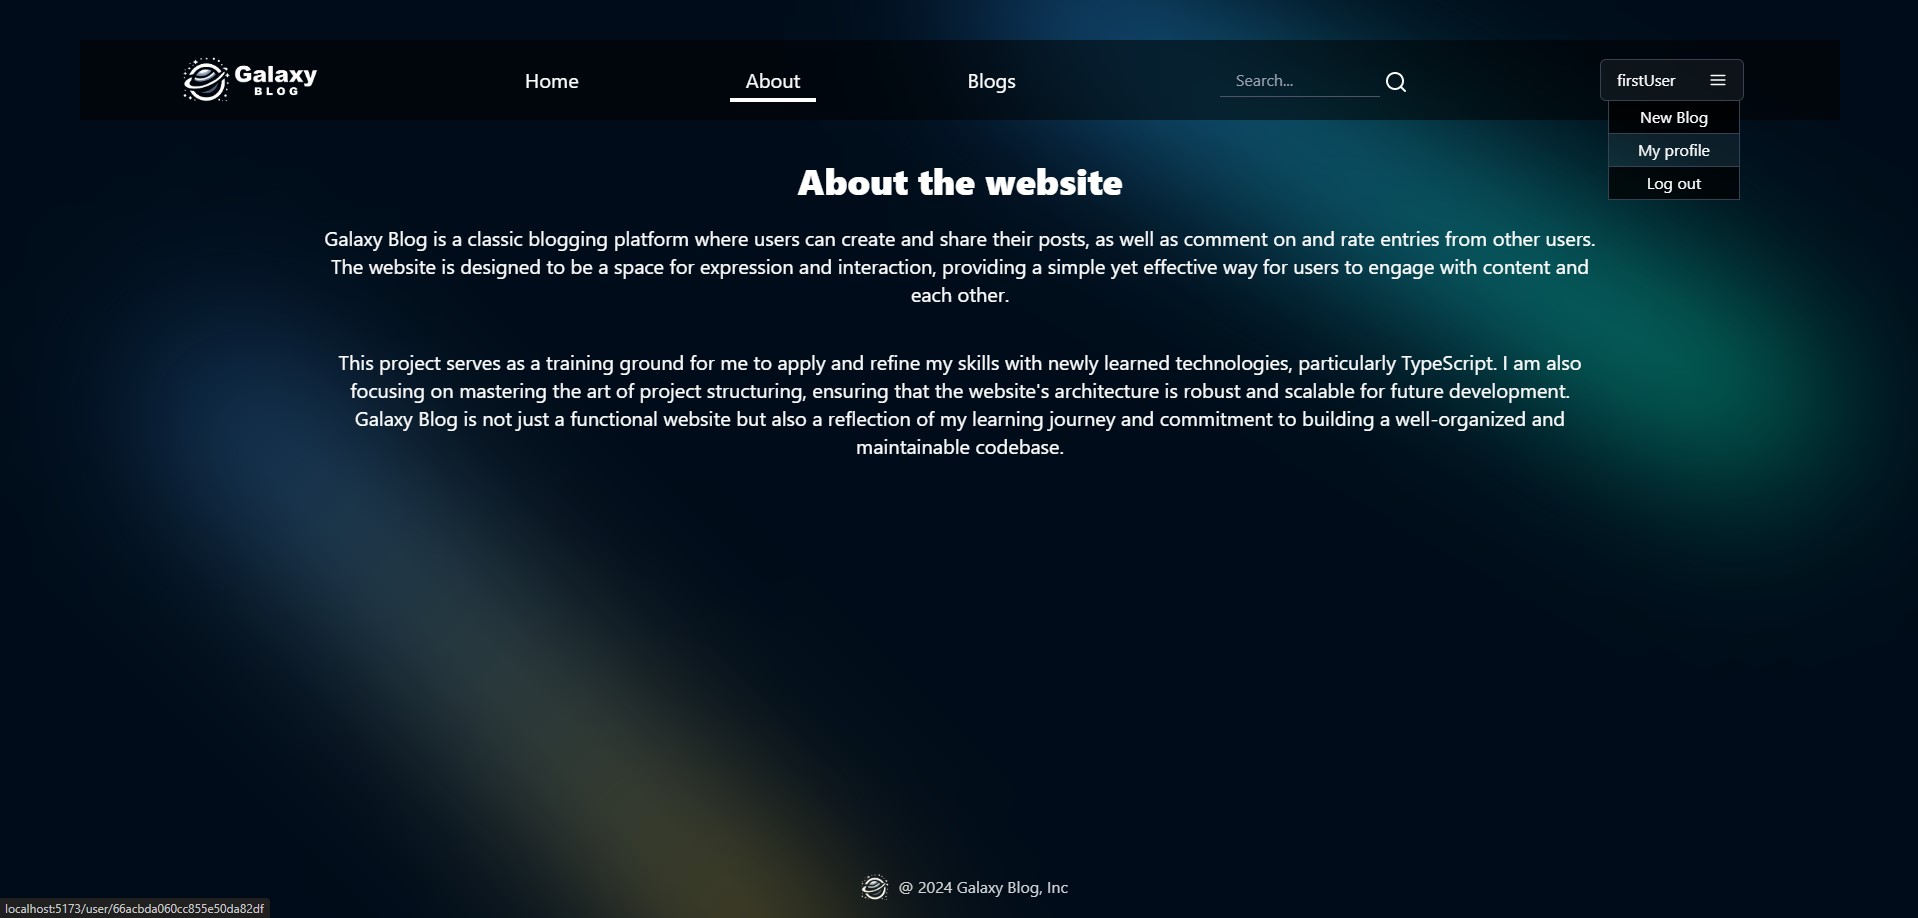 Galaxy
BLOG
Home
About
Blogs
Search...
firstUser
New Blog
My profile
Log out
About the website
Galaxy Blog is a classic blogging platform where users can create and share their posts, as well as comment on and rate entries from other users.
The website is designed to be a space for expression and interaction, providing a simple yet effective way for users to engage with content and
each other.
This project serves as a training ground for me to apply and refine my skills with newly learned technologies, particularly TypeScript. I am also
focusing on mastering the art of project structuring, ensuring that the website's architecture is robust and scalable for future development.
Galaxy Blog is not just a functional website but also a reflection of my learning journey and commitment to building a well-organized and
maintainable codebase.
@ 2024 Galaxy Blog, Inc
localhost:5173/user/66acbda060cc855e50da82df